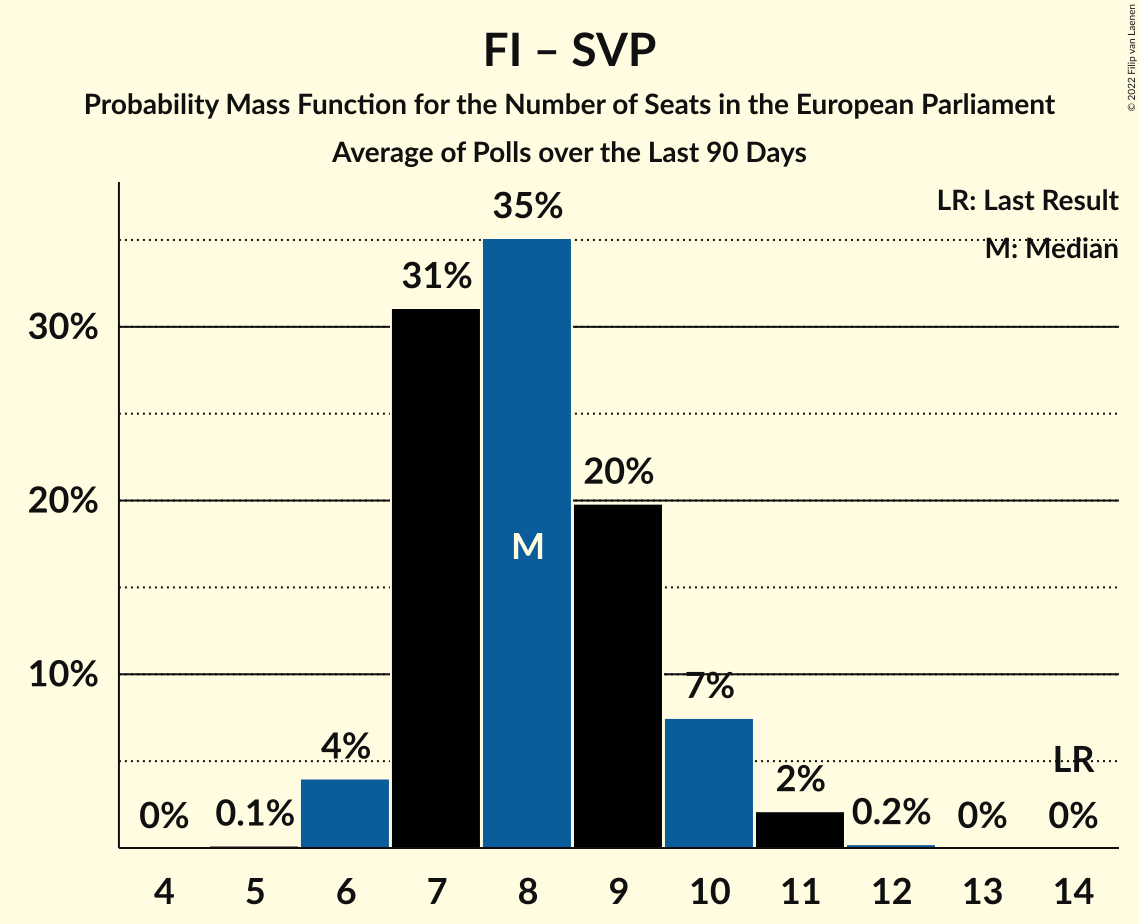 FI – SVP
Probability Mass Function for the Number of Seats in the European Parliament
Average of Polls over the Last 90 Days
© 2022 Filip van Laenen
LR: Last Result
M: Median
35%
31%
30%
20%
20%
M
10%
7%
4%
LR
2%
0% 0.1% 0.2% 0% 0%
4 5 6 7 8 9 10 11 12 13 14